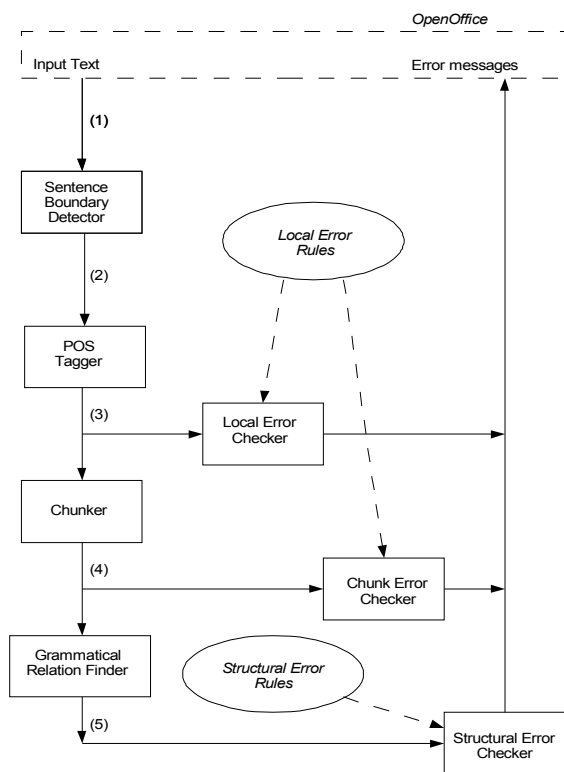 OpenOffice
Input Text
Error messages
(1)
Sentence
Boundary
Detector
Local Error
Rules
(2)
POS
Tagger
(3)
Local Error
Checker
Chunker
(4)
Chunk Error
Checker
Grammatical
Relation Finder
Structural Error
Rules
(5)
Structural Error
Checker